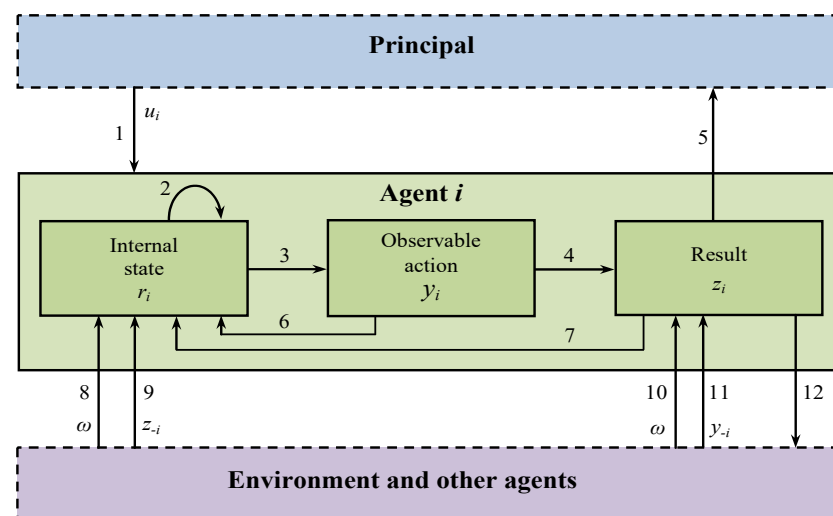 Principal
u_i
1
5
Agent i
2
Internal
state
r_i
3
Observable
action
y_i
4
Result
z_i
6
7
8
9
10
11
12
ω
z_-i
ω
y_-i
Environment and other agents